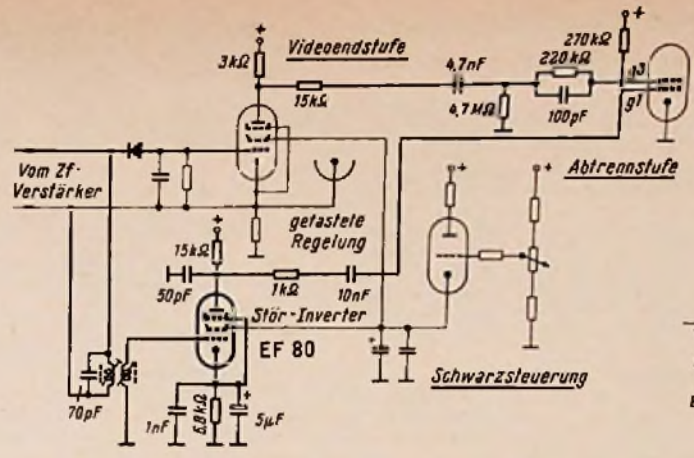 +
3kΩ
Videoendstufe
15kΩ
4,7nF
4,7MΩ
220kΩ
100pF
+
270kΩ
g3
g1
Abtrennstufe
Vom Zf-
Verstärker
getastete
Regelung
+
15kΩ
50pF
1kΩ
10nF
Stör-Inverter
EF 80
+
+
+
Schwarzsteuerung
70pF
1nF
6,8kΩ
+
5µF